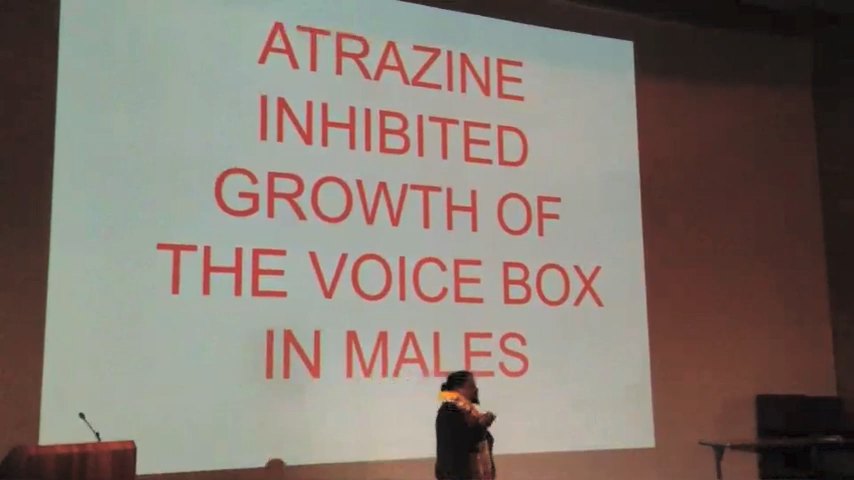 ATRAZINE
INHIBITED
GROWTH OF
THE VOICE BOX
IN MALES